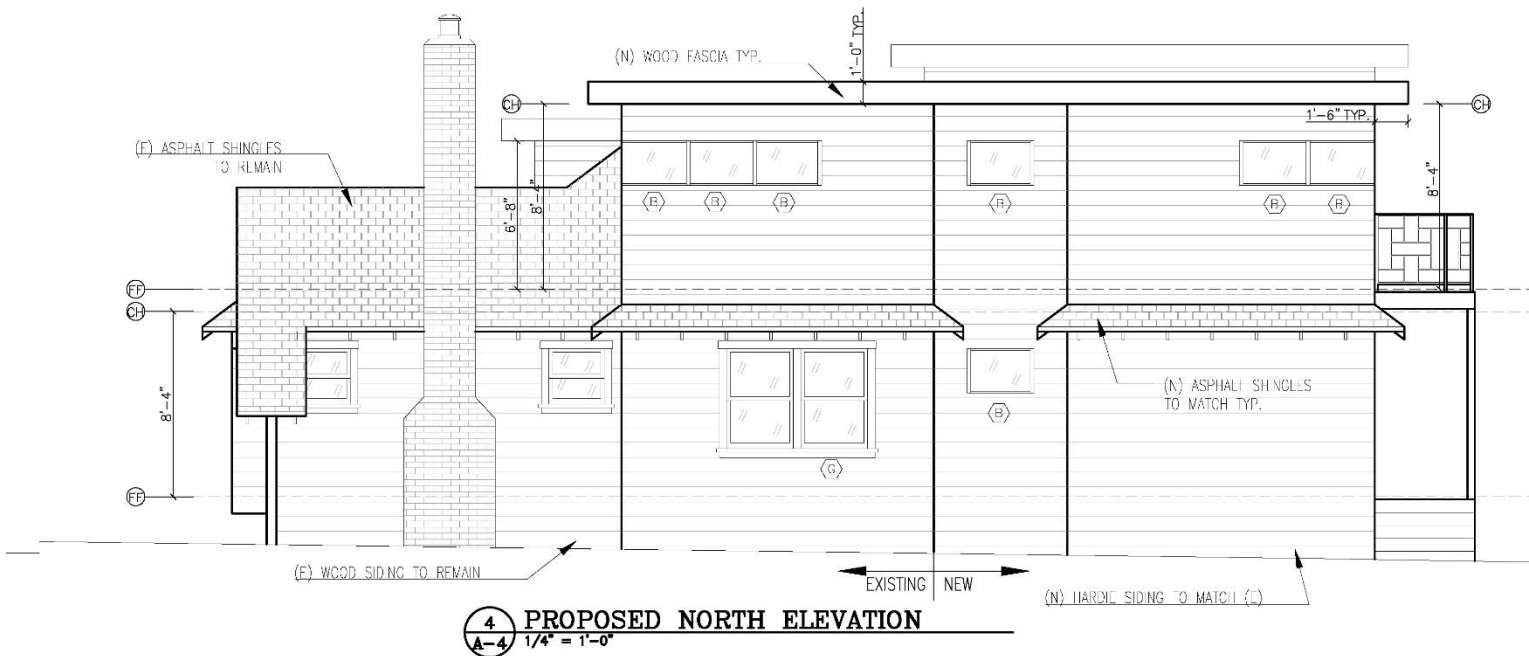 1'-0" TYP.
(N) WOOD FASCIA TYP.
CH
CH
1'-6" TYP.
(E) ASPHALT SHINGLES
TO REMAIN
6'-8"
8'-4"
8'-4"
B
B
B
B
B
B
FF
CH
8'-4"
(N) ASPHALT SHINGLES
TO MATCH TYP.
B
G
FF
(E) WOOD SIDING TO REMAIN
EXISTING
NEW
(N) HARDIE SIDING TO MATCH (E)
4
A-4
PROPOSED NORTH ELEVATION
1/4" = 1'-0"